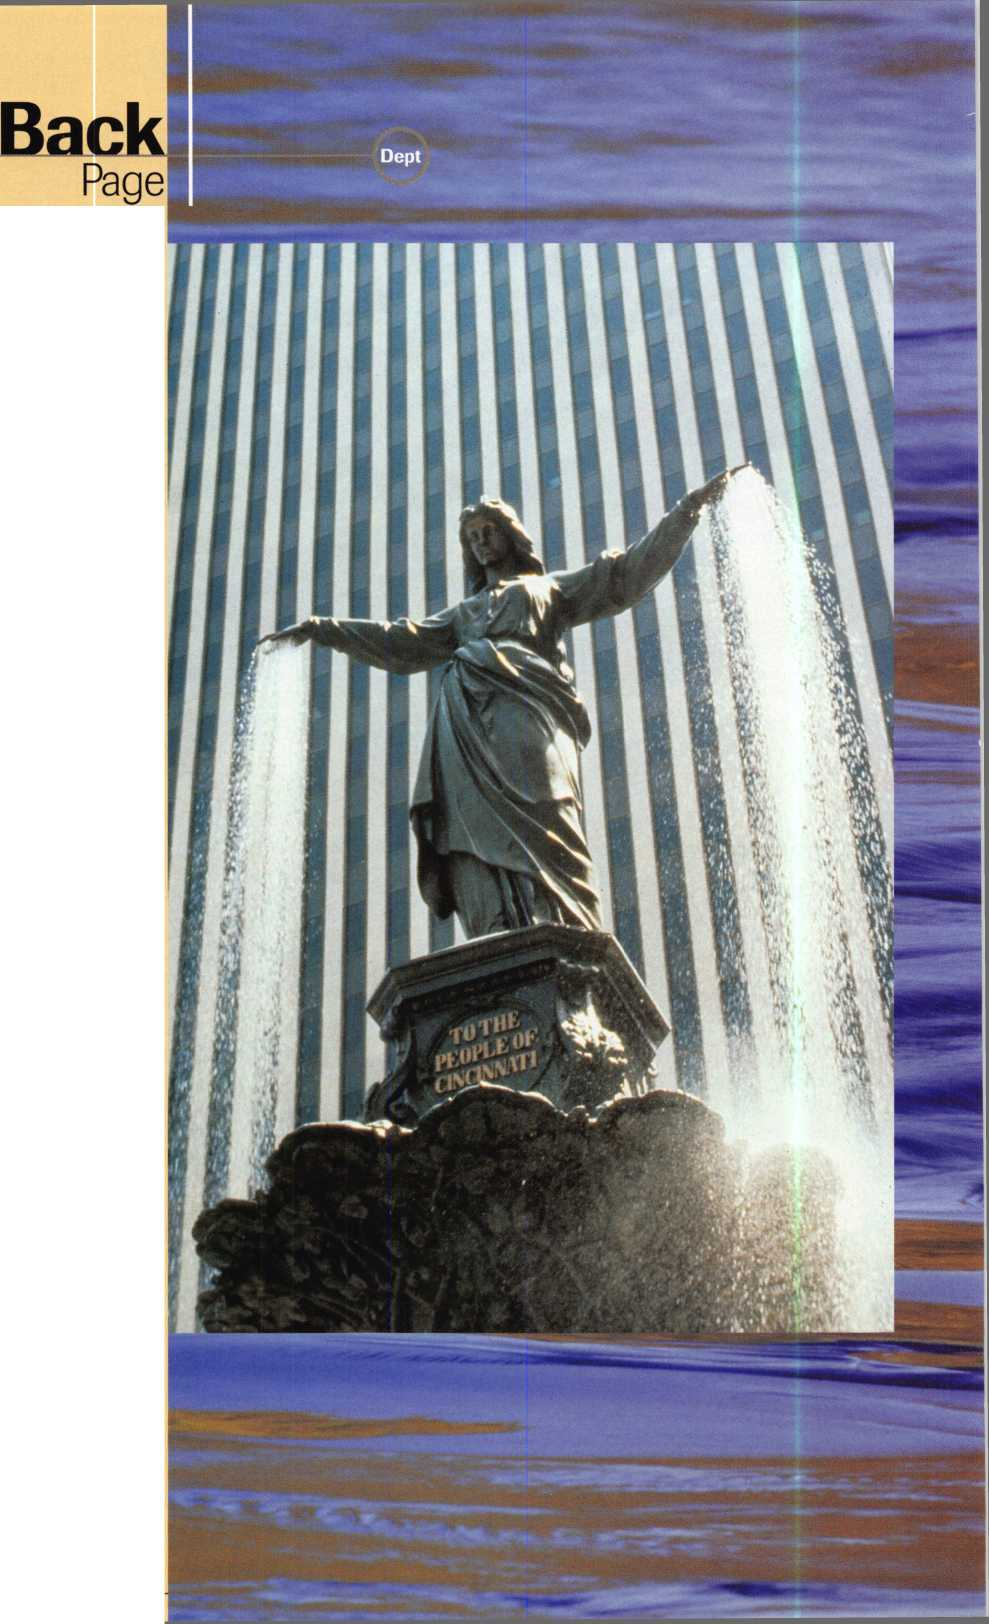 Back
Page
Dept
TO THE
PEOPLE OF
CINCINNATI